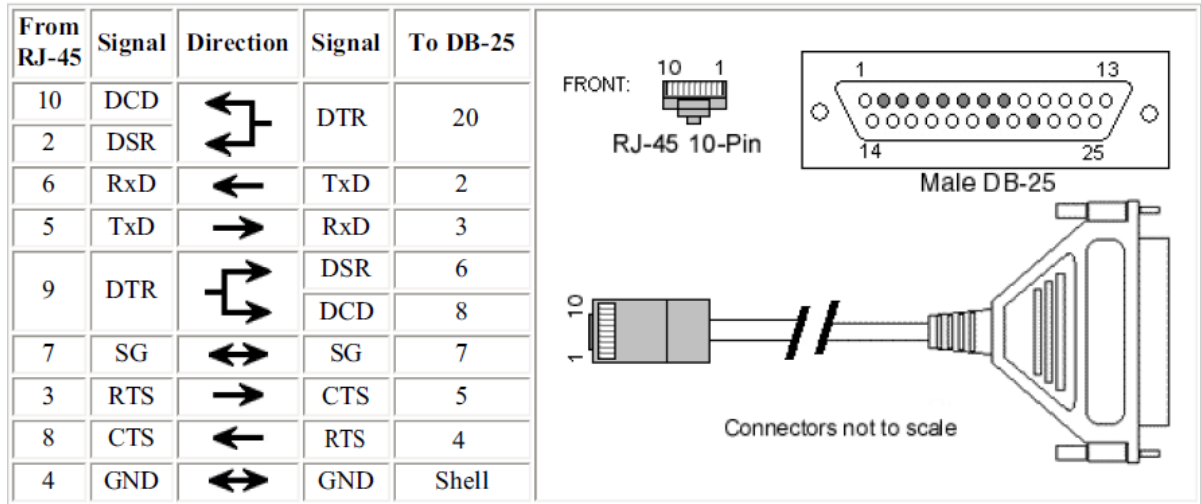 From RJ-45 Signal Direction Signal To DB-25
10 DCD DTR 20
2 DSR
6 RxD TxD 2
5 TxD RxD 3
9 DTR DSR 6
DCD 8
7 SG SG 7
3 RTS CTS 5
8 CTS RTS 4
4 GND GND Shell
FRONT:
10 1
RJ-45 10-Pin
1 13
14 25
Male DB-25
10
1
Connectors not to scale